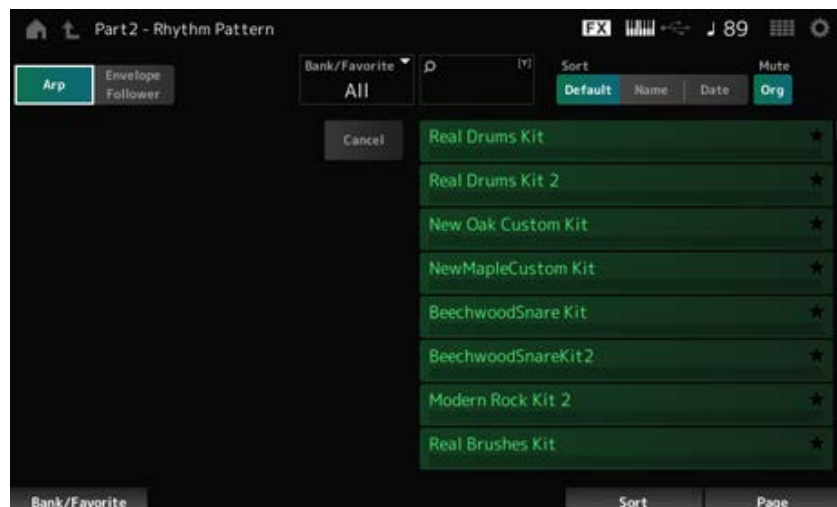 Part2 - Rhythm Pattern
FX
♩ 89
Arp
Envelope
Follower
Bank/Favorite
All
[Y]
Sort
Default Name Date
Mute
Org
Cancel
Real Drums Kit
Real Drums Kit 2
New Oak Custom Kit
NewMapleCustom Kit
BeechwoodSnare Kit
BeechwoodSnareKit2
Modern Rock Kit 2
Real Brushes Kit
Bank/Favorite
Sort
Page